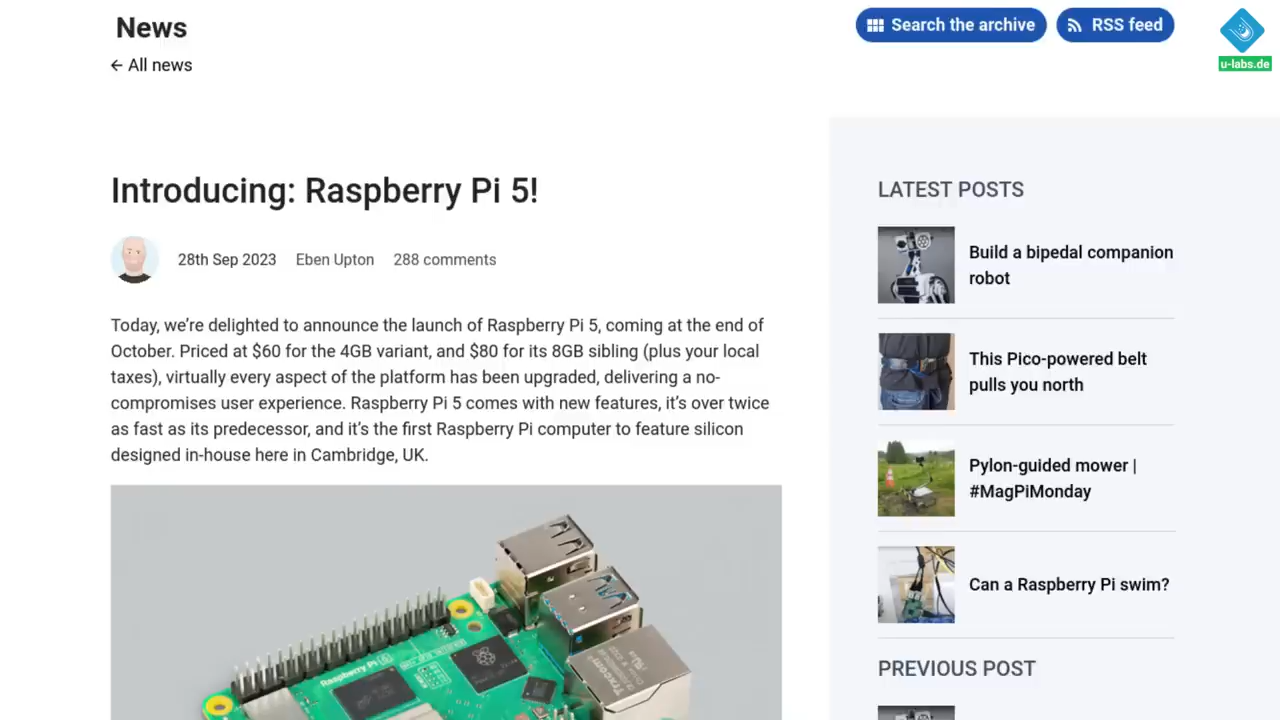 News
Search the archive
RSS feed
u-labs.de
← All news
Introducing: Raspberry Pi 5!
28th Sep 2023 Eben Upton 288 comments
Today, we’re delighted to announce the launch of Raspberry Pi 5, coming at the end of
October. Priced at $60 for the 4GB variant, and $80 for its 8GB sibling (plus your local
taxes), virtually every aspect of the platform has been upgraded, delivering a no-
compromises user experience. Raspberry Pi 5 comes with new features, it’s over twice
as fast as its predecessor, and it’s the first Raspberry Pi computer to feature silicon
designed in-house here in Cambridge, UK.
Raspberry Pi 5
Trxcom
LATEST POSTS
Build a bipedal companion
robot
This Pico-powered belt
pulls you north
Pylon-guided mower |
#MagPiMonday
Can a Raspberry Pi swim?
PREVIOUS POST